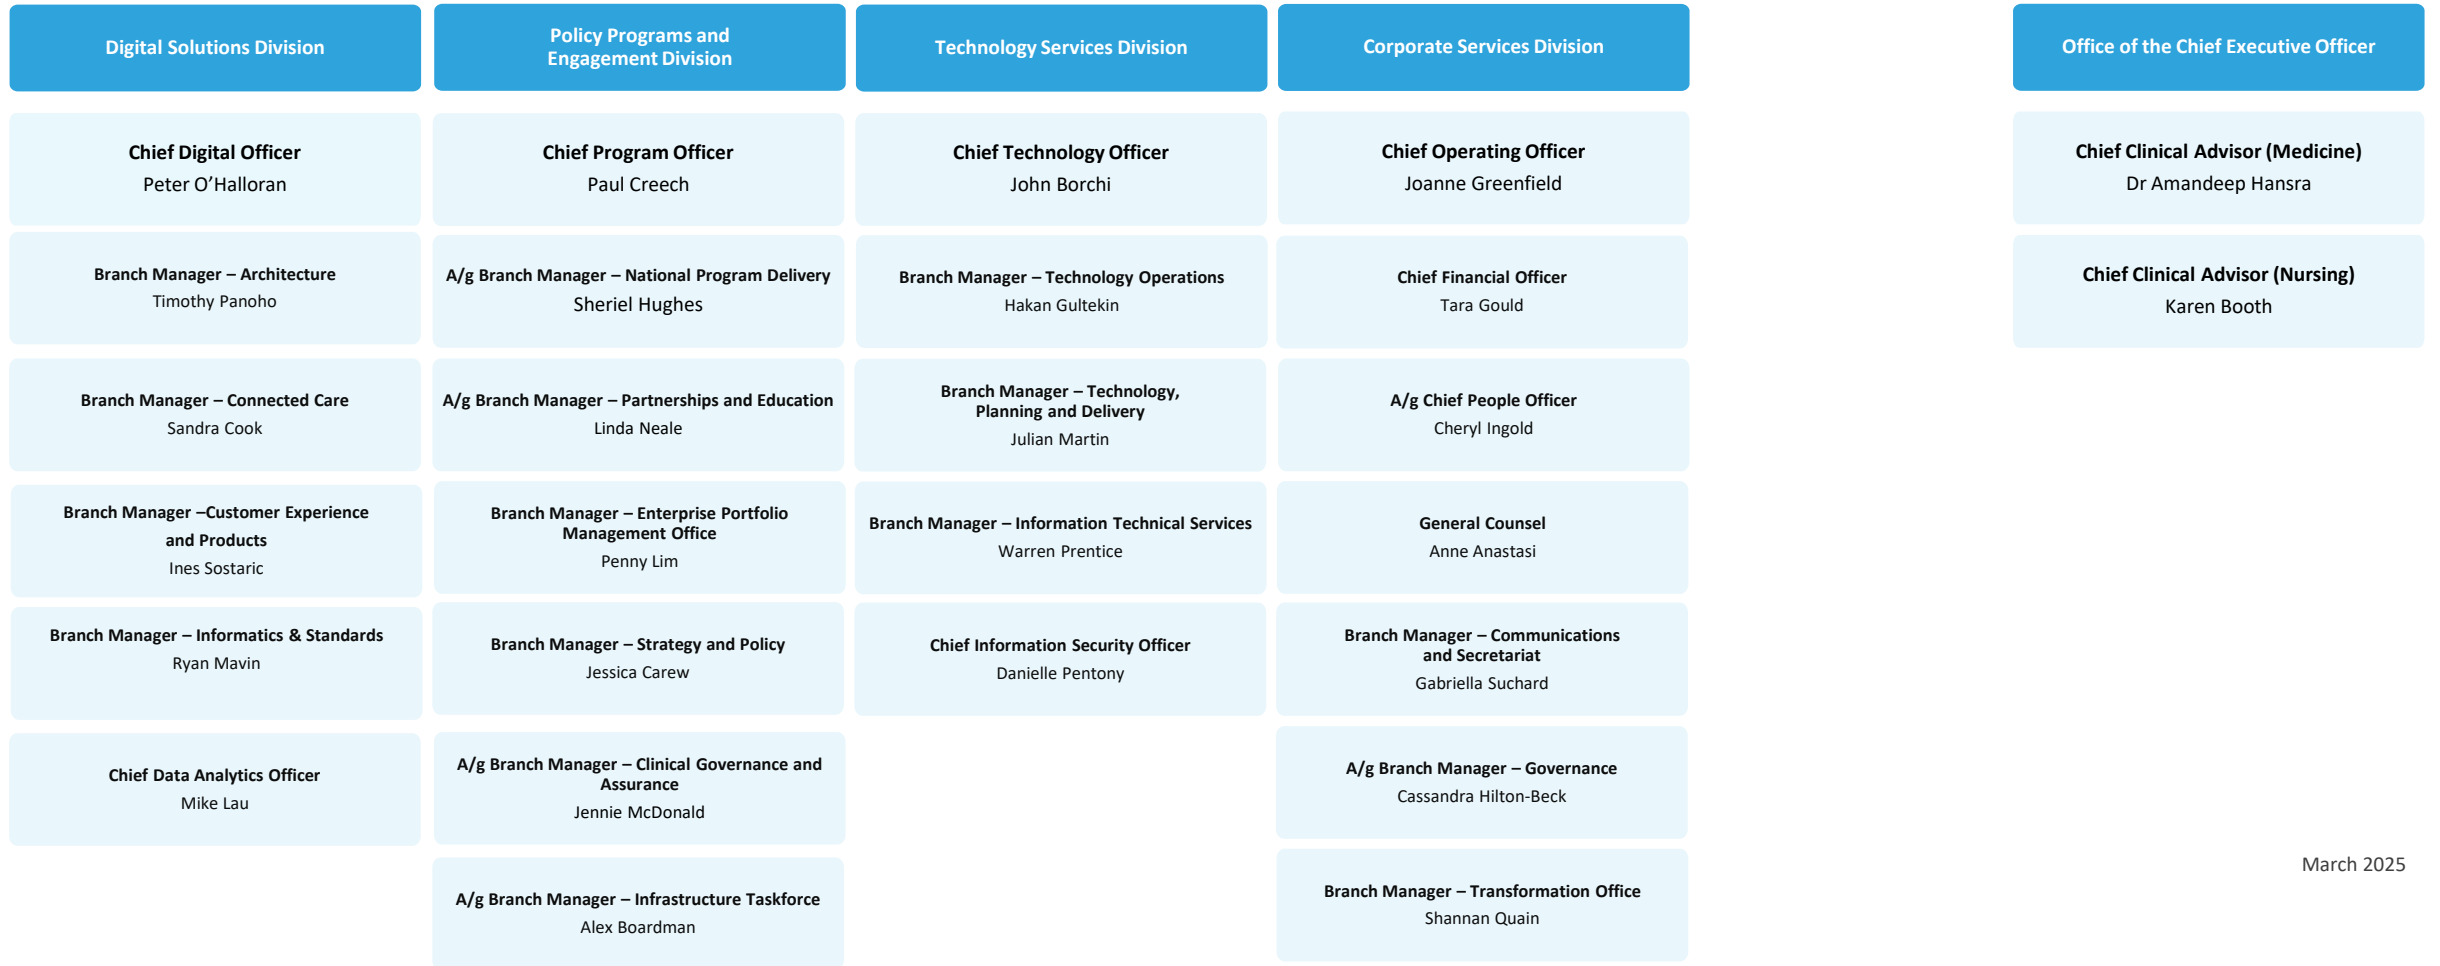 Digital Solutions Division
Chief Digital Officer
Peter O’Halloran
Branch Manager – Architecture
Timothy Panoho
Branch Manager – Connected Care
Sandra Cook
Branch Manager –Customer Experience
and Products
Ines Sostaric
Branch Manager – Informatics & Standards
Ryan Mavin
Chief Data Analytics Officer
Mike Lau
Policy Programs and
Engagement Division
Chief Program Officer
Paul Creech
A/g Branch Manager – National Program Delivery
Sheriel Hughes
A/g Branch Manager – Partnerships and Education
Linda Neale
Branch Manager – Enterprise Portfolio
Management Office
Penny Lim
Branch Manager – Strategy and Policy
Jessica Carew
A/g Branch Manager – Clinical Governance and
Assurance
Jennie McDonald
A/g Branch Manager – Infrastructure Taskforce
Alex Boardman
Technology Services Division
Chief Technology Officer
John Borchi
Branch Manager – Technology Operations
Hakan Gultekin
Branch Manager – Technology,
Planning and Delivery
Julian Martin
Branch Manager – Information Technical Services
Warren Prentice
Chief Information Security Officer
Danielle Pentony
Corporate Services Division
Chief Operating Officer
Joanne Greenfield
Chief Financial Officer
Tara Gould
A/g Chief People Officer
Cheryl Ingold
General Counsel
Anne Anastasi
Branch Manager – Communications
and Secretariat
Gabriella Suchard
A/g Branch Manager – Governance
Cassandra Hilton-Beck
Branch Manager – Transformation Office
Shannan Quain
Office of the Chief Executive Officer
Chief Clinical Advisor (Medicine)
Dr Amandeep Hansra
Chief Clinical Advisor (Nursing)
Karen Booth
March 2025